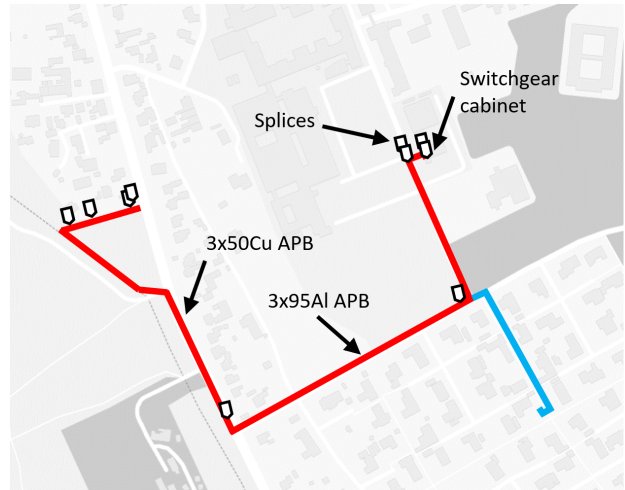 Switchgear
cabinet
Splices
3x50Cu APB
3x95Al APB